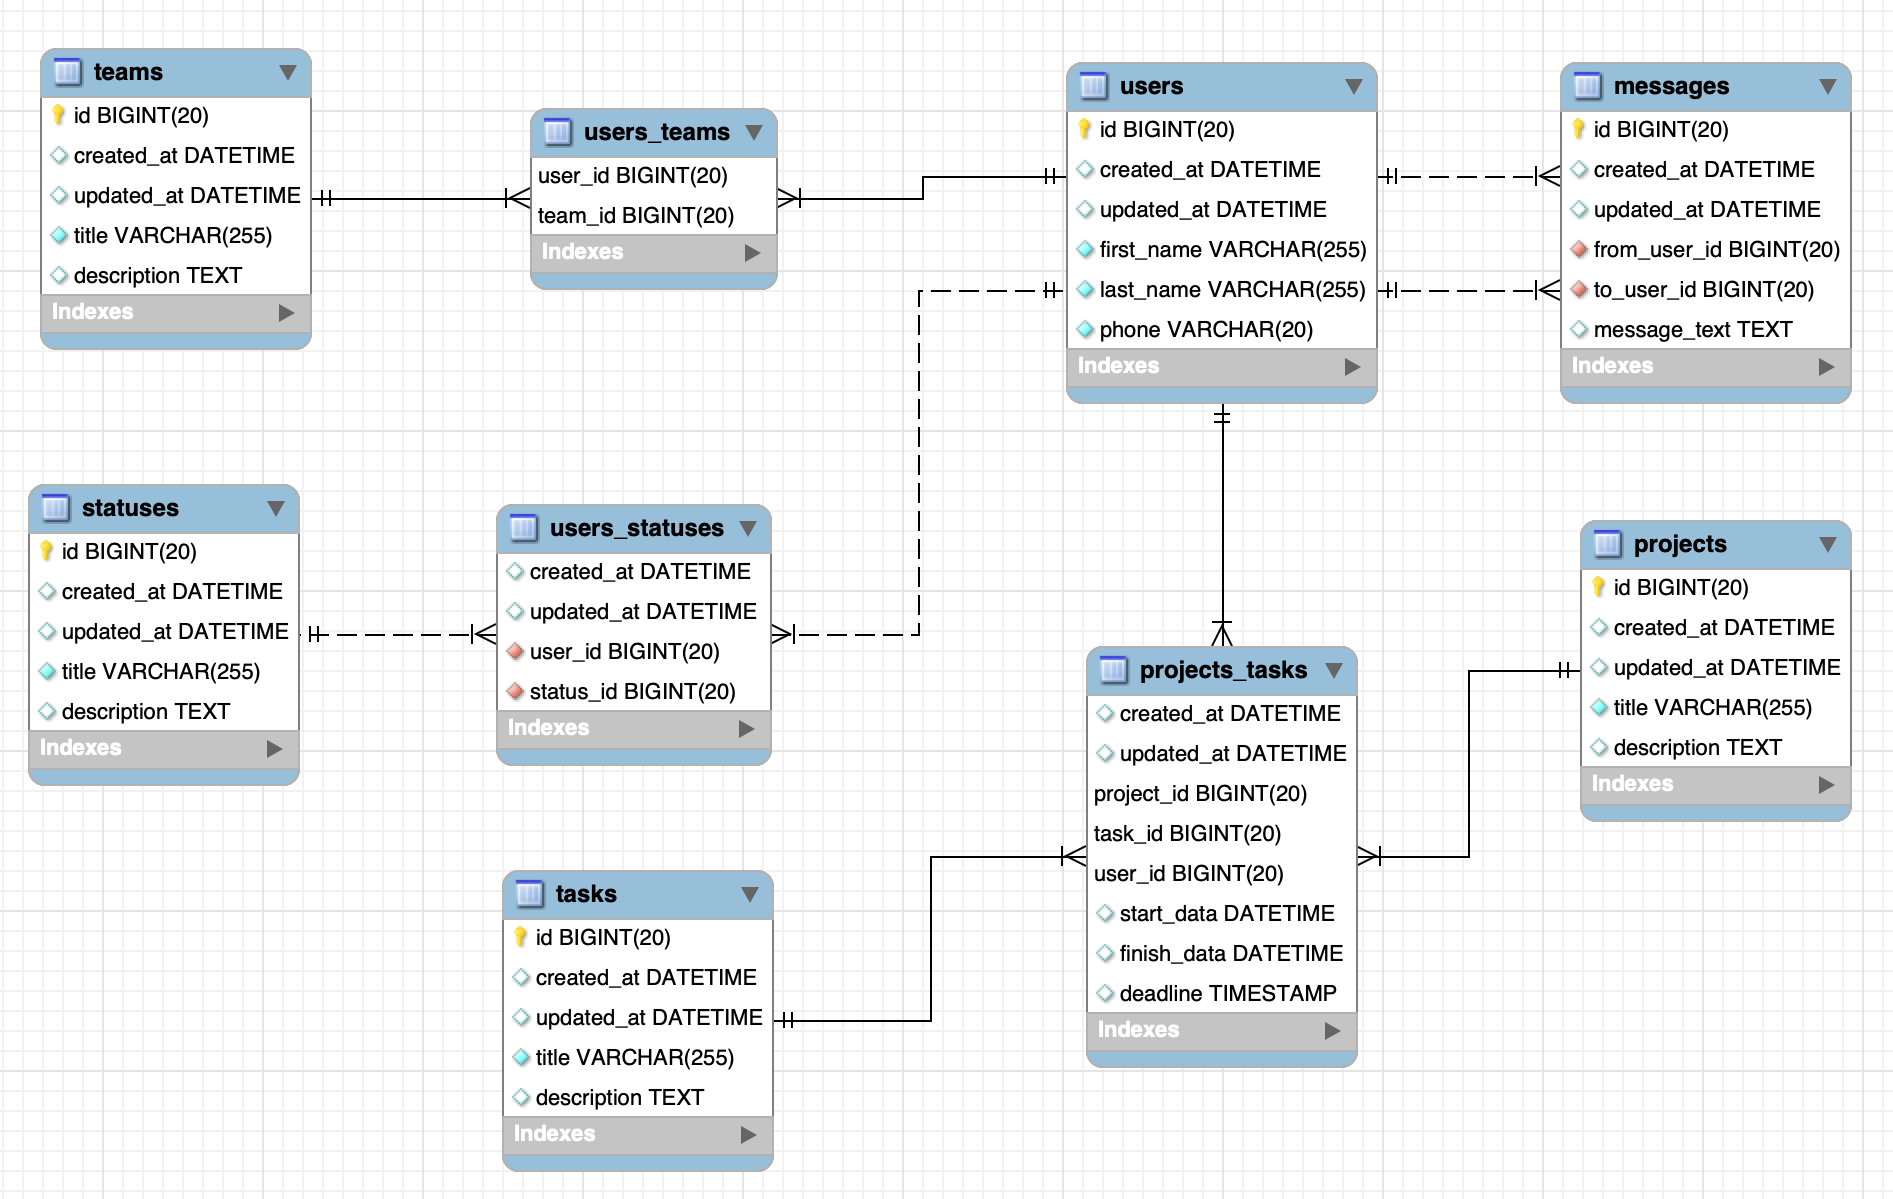 teams
id BIGINT(20)
created_at DATETIME
updated_at DATETIME
title VARCHAR(255)
description TEXT
Indexes
users_teams
user_id BIGINT(20)
team_id BIGINT(20)
Indexes
users
id BIGINT(20)
created_at DATETIME
updated_at DATETIME
first_name VARCHAR(255)
last_name VARCHAR(255)
phone VARCHAR(20)
Indexes
messages
id BIGINT(20)
created_at DATETIME
updated_at DATETIME
from_user_id BIGINT(20)
to_user_id BIGINT(20)
message_text TEXT
Indexes
statuses
id BIGINT(20)
created_at DATETIME
updated_at DATETIME
title VARCHAR(255)
description TEXT
Indexes
users_statuses
created_at DATETIME
updated_at DATETIME
user_id BIGINT(20)
status_id BIGINT(20)
Indexes
projects
id BIGINT(20)
created_at DATETIME
updated_at DATETIME
title VARCHAR(255)
description TEXT
Indexes
projects_tasks
created_at DATETIME
updated_at DATETIME
project_id BIGINT(20)
task_id BIGINT(20)
user_id BIGINT(20)
start_data DATETIME
finish_data DATETIME
deadline TIMESTAMP
Indexes
tasks
id BIGINT(20)
created_at DATETIME
updated_at DATETIME
title VARCHAR(255)
description TEXT
Indexes